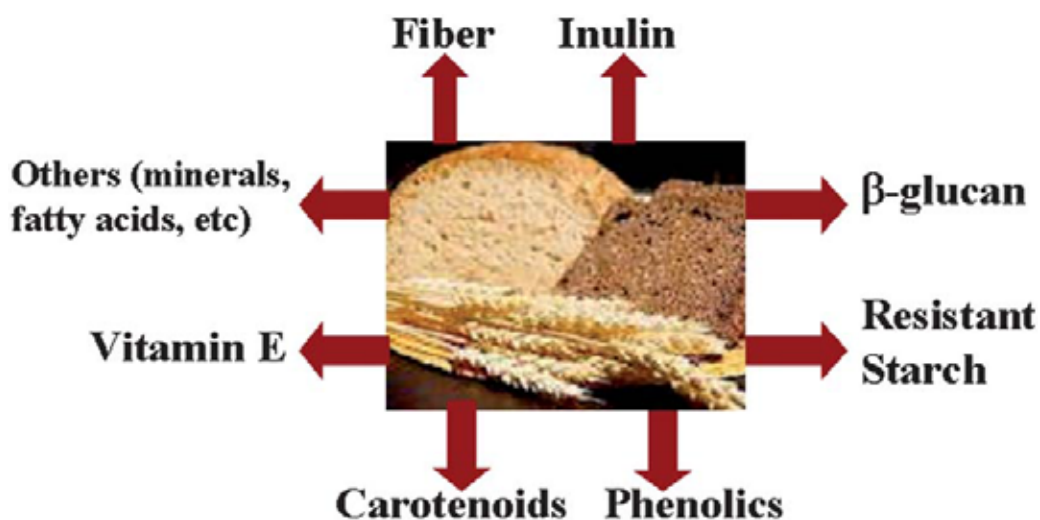 Fiber
Inulin
Others (minerals,
fatty acids, etc)
β-glucan
Vitamin E
Resistant
Starch
Carotenoids
Phenolics